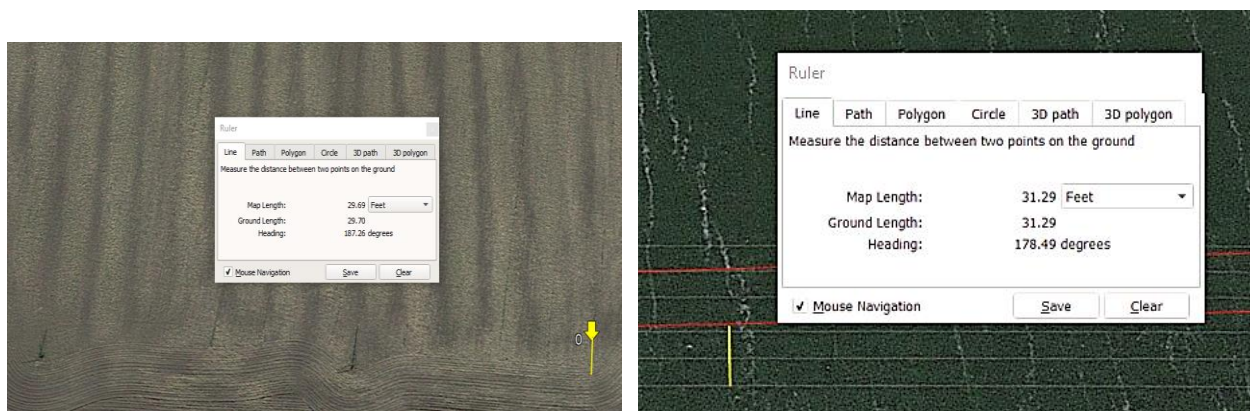 Ruler
Line Path Polygon Circle 3D path 3D polygon
Measure the distance between two points on the ground
Map Length: 29.69 Feet
Ground Length: 29.70
Heading: 187.26 degrees
Mouse Navigation Save Clear
0
Ruler
Line Path Polygon Circle 3D path 3D polygon
Measure the distance between two points on the ground
Map Length: 31.29 Feet
Ground Length: 31.29
Heading: 178.49 degrees
Mouse Navigation Save Clear